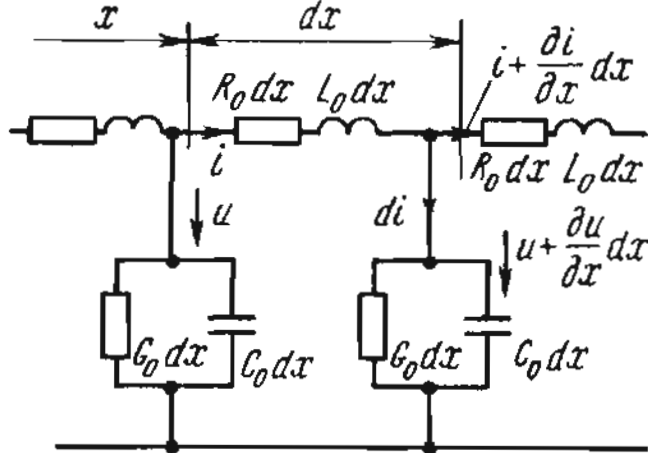 x dx
i + ∂i/∂x dx
R₀dx L₀dx
i
R₀dx L₀dx
u di
u + ∂u/∂x dx
G₀dx C₀dx G₀dx C₀dx